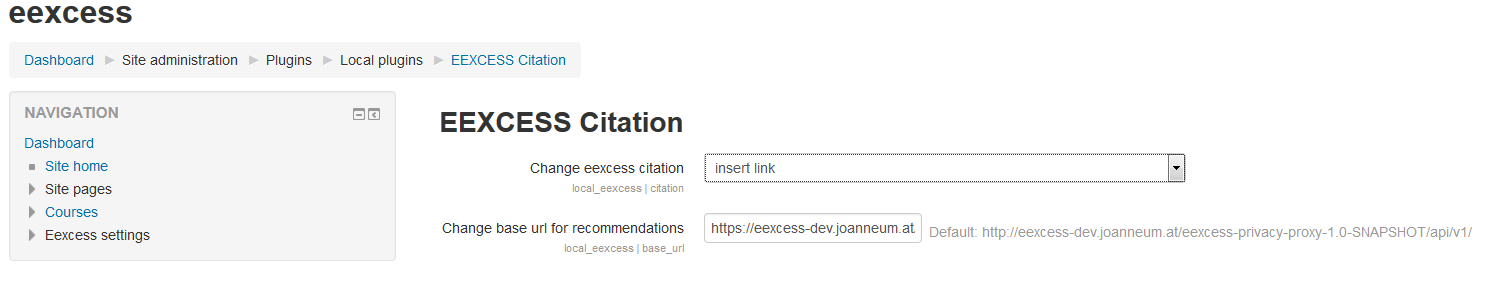 eexcess
Dashboard Site administration Plugins Local plugins EEXCESS Citation
NAVIGATION
Dashboard
Site home
Site pages
Courses
Eexcess settings
EEXCESS Citation
Change eexcess citation insert link
local_eexcess | citation
Change base url for recommendations https://eexcess-dev.joanneum.at Default: http://eexcess-dev.joanneum.at/eexcess-privacy-proxy-1.0-SNAPSHOT/api/v1/
local_eexcess | base_url